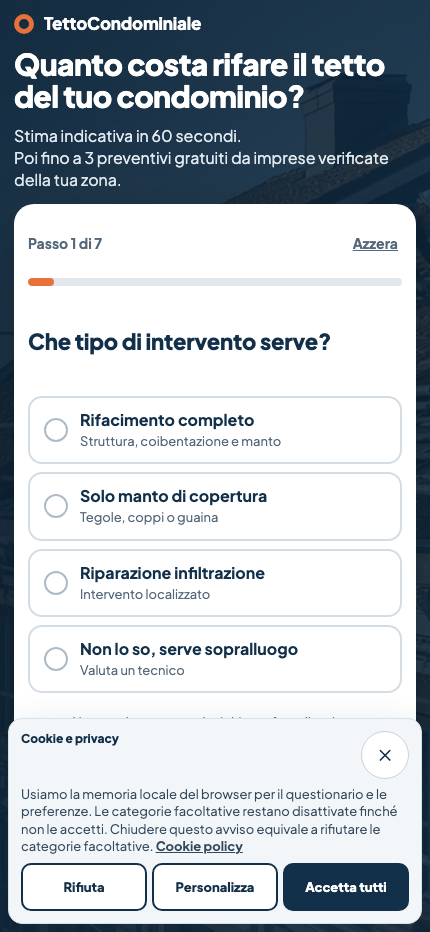 TettoCondominiale
Quanto costa rifare il tetto
del tuo condominio?
Stima indicativa in 60 secondi.
Poi fino a 3 preventivi gratuiti da imprese verificate
della tua zona.
Passo 1 di 7
Azzera
Che tipo di intervento serve?
Rifacimento completo
Struttura, coibentazione e manto
Solo manto di copertura
Tegole, coppi o guaina
Riparazione infiltrazione
Intervento localizzato
Non lo so, serve sopralluogo
Valuta un tecnico
Cookie e privacy
Usiamo la memoria locale del browser per il questionario e le
preferenze. Le categorie facoltative restano disattivate finché
non le accetti. Chiudere questo avviso equivale a rifiutare le
categorie facoltative. Cookie policy
Rifiuta
Personalizza
Accetta tutti